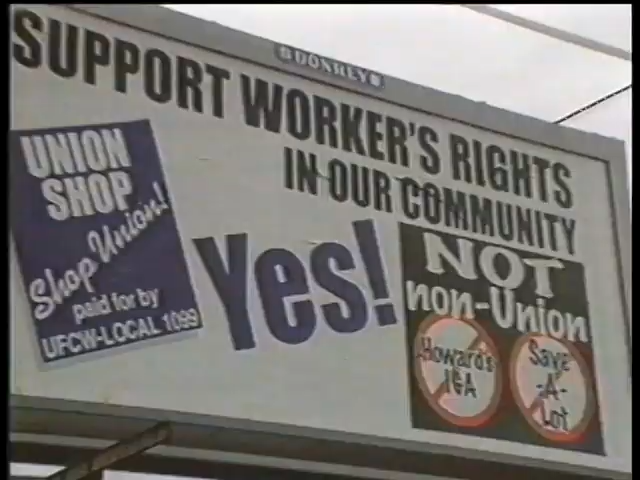 DONREY
SUPPORT WORKER'S RIGHTS
IN OUR COMMUNITY
UNION
SHOP
Shop Union!
paid for by
UFCW-LOCAL 1099
Yes!
NOT
non-Union
Howard's
IGA
Save
-A-
Lot